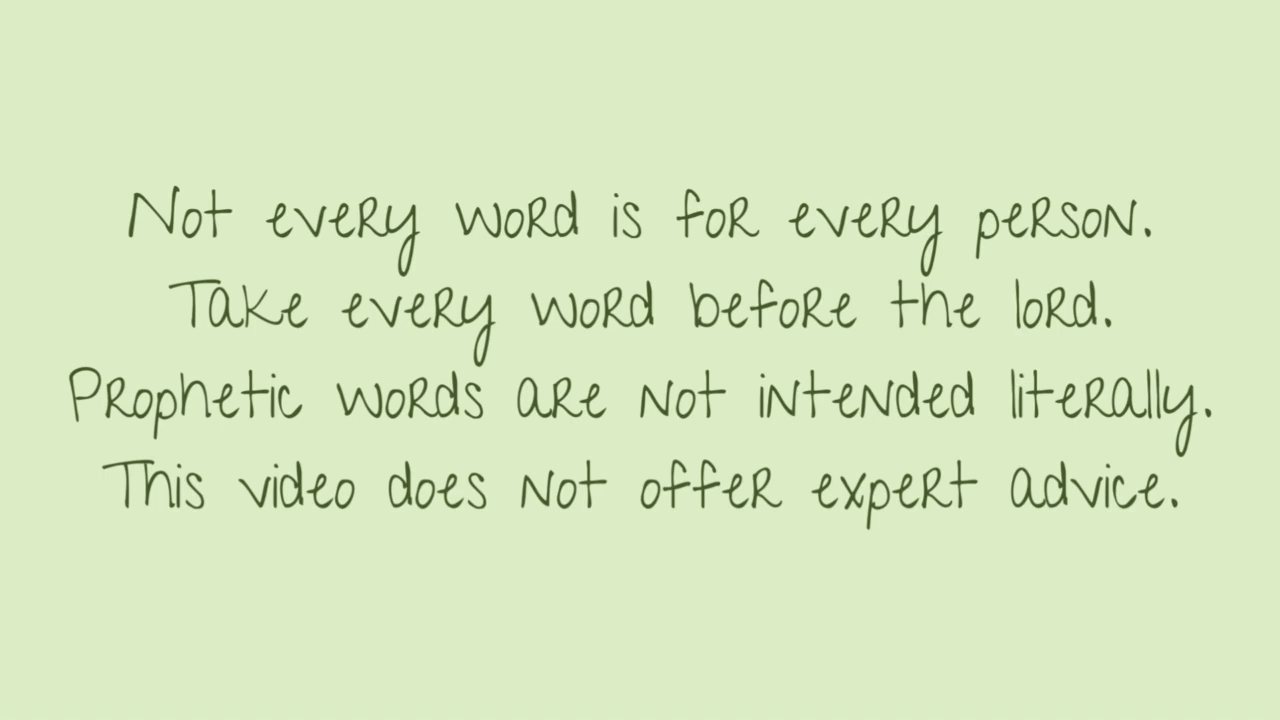 Not every word is for every person.
Take every word before the lord.
Prophetic words are not intended literally.
This video does not offer expert advice.